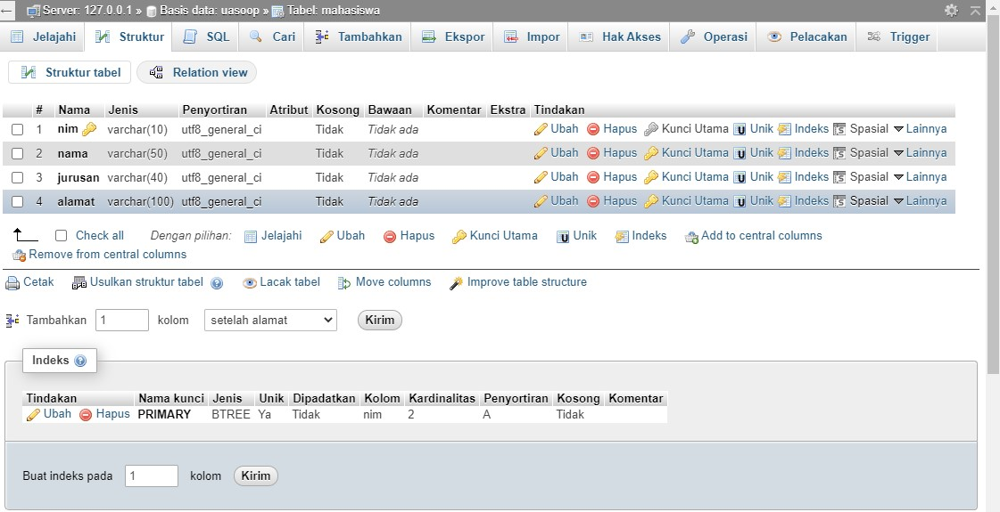 Server: 127.0.0.1 » Basis data: uasoop » Tabel: mahasiswa
Jelajahi Struktur SQL Cari Tambahkan Ekspor Impor Hak Akses Operasi Pelacakan Trigger
Struktur tabel Relation view
# Nama Jenis Penyortiran Atribut Kosong Bawaan Komentar Ekstra Tindakan
1 nim varchar(10) utf8_general_ci Tidak Tidak ada Ubah Hapus Kunci Utama Unik Indeks Spasial Lainnya
2 nama varchar(50) utf8_general_ci Tidak Tidak ada Ubah Hapus Kunci Utama Unik Indeks Spasial Lainnya
3 jurusan varchar(40) utf8_general_ci Tidak Tidak ada Ubah Hapus Kunci Utama Unik Indeks Spasial Lainnya
4 alamat varchar(100) utf8_general_ci Tidak Tidak ada Ubah Hapus Kunci Utama Unik Indeks Spasial Lainnya
Check all Dengan pilihan: Jelajahi Ubah Hapus Kunci Utama Unik Indeks Add to central columns
Remove from central columns
Cetak Usulkan struktur tabel Lacak tabel Move columns Improve table structure
Tambahkan 1 kolom setelah alamat Kirim
Indeks
Tindakan Nama kunci Jenis Unik Dipadatkan Kolom Kardinalitas Penyortiran Kosong Komentar
Ubah Hapus PRIMARY BTREE Ya Tidak nim 2 A Tidak
Buat indeks pada 1 kolom Kirim